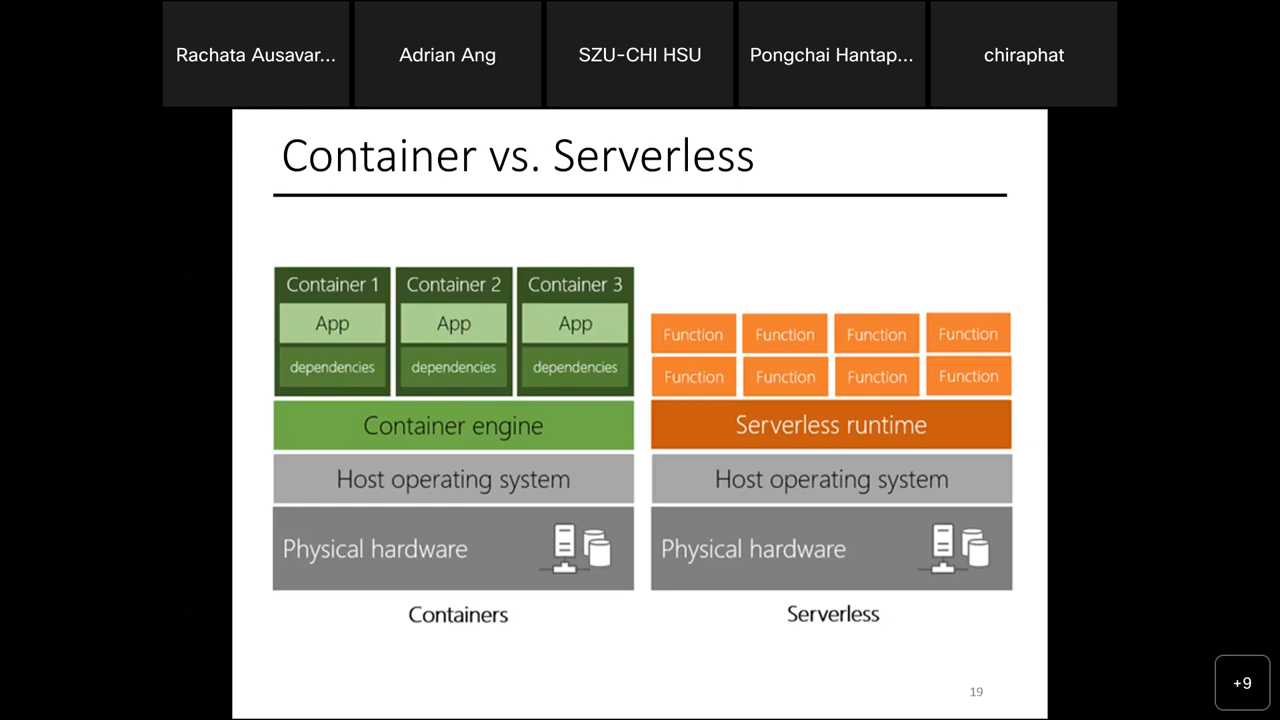 Rachata Ausavar...
Adrian Ang
SZU-CHI HSU
Pongchai Hantap...
chiraphat
Container vs. Serverless
Container 1
App
dependencies
Container 2
App
dependencies
Container 3
App
dependencies
Container engine
Host operating system
Physical hardware
Containers
Function Function Function Function
Function Function Function Function
Serverless runtime
Host operating system
Physical hardware
Serverless
19
+9